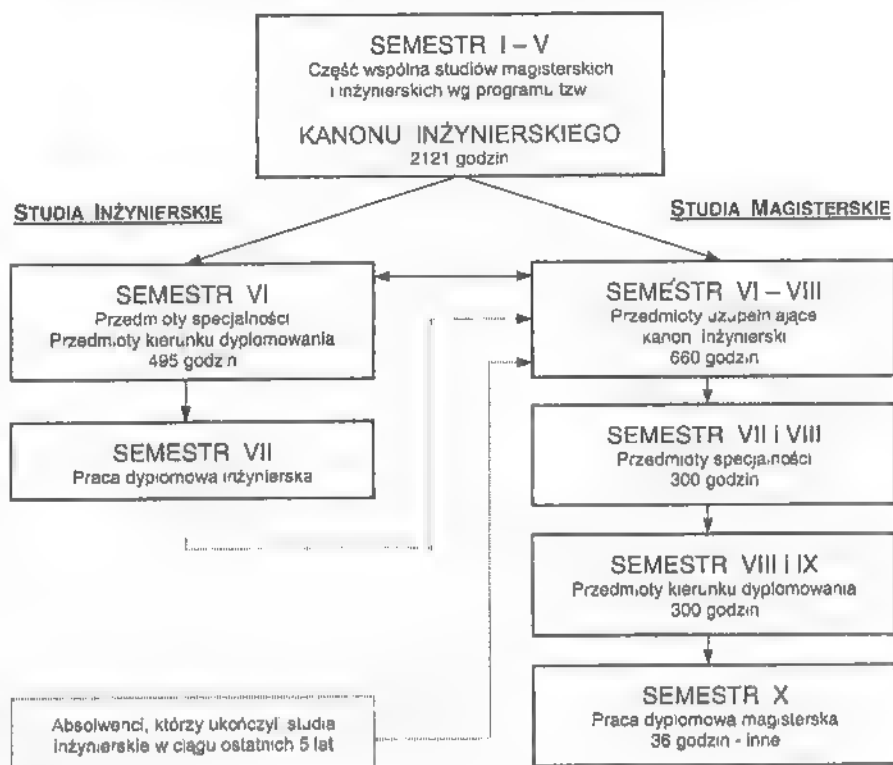 SEMESTR I – V
Część wspólna studiów magisterskich
i inżynierskich wg programu tzw
KANONU INŻYNIERSKIEGO
2121 godzin
STUDIA INŻYNIERSKIE
STUDIA MAGISTERSKIE
SEMESTR VI
Przedmioty specjalności
Przedmioty kierunku dyplomowania
495 godzin
SEMESTR VII
Praca dyplomowa inżynierska
SEMESTR VI – VIII
Przedmioty uzupełniające
kanon inżynierski
660 godzin
SEMESTR VII i VIII
Przedmioty specjalności
300 godzin
SEMESTR VIII i IX
Przedmioty kierunku dyplomowania
300 godzin
SEMESTR X
Praca dyplomowa magisterska
36 godzin - inne
Absolwenci, którzy ukończyli studia
inżynierskie w ciągu ostatnich 5 lat